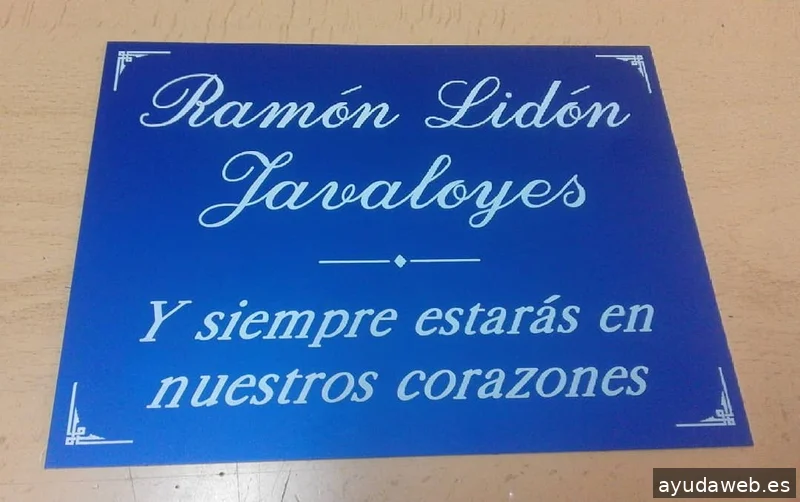 Ramón Lidón
Javaloyes
Y siempre estarás en
nuestros corazones
ayudaweb.es